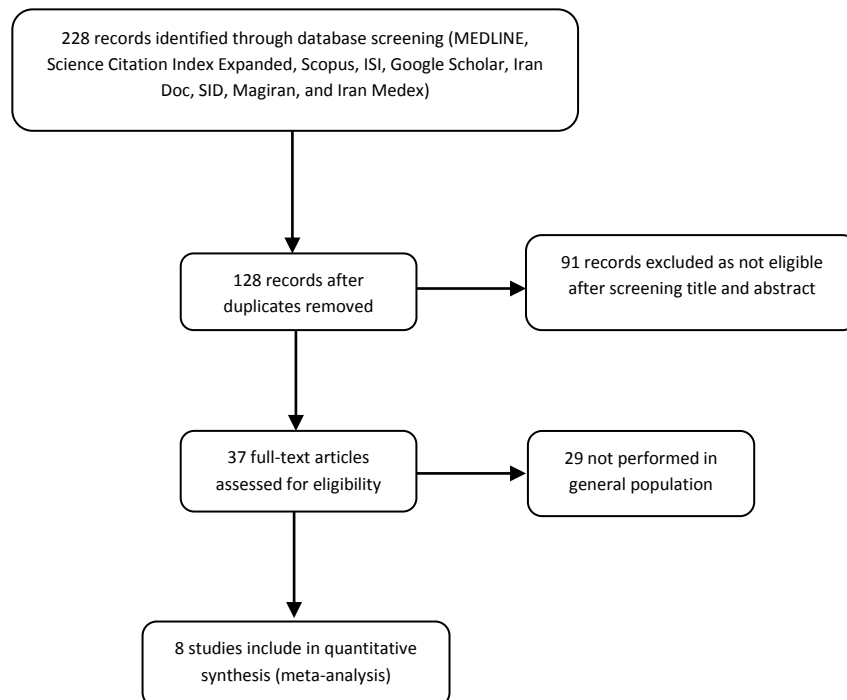 228 records identified through database screening (MEDLINE,
Science Citation Index Expanded, Scopus, ISI, Google Scholar, Iran
Doc, SID, Magiran, and Iran Medex)
128 records after
duplicates removed
91 records excluded as not eligible
after screening title and abstract
37 full-text articles
assessed for eligibility
29 not performed in
general population
8 studies include in quantitative
synthesis (meta-analysis)